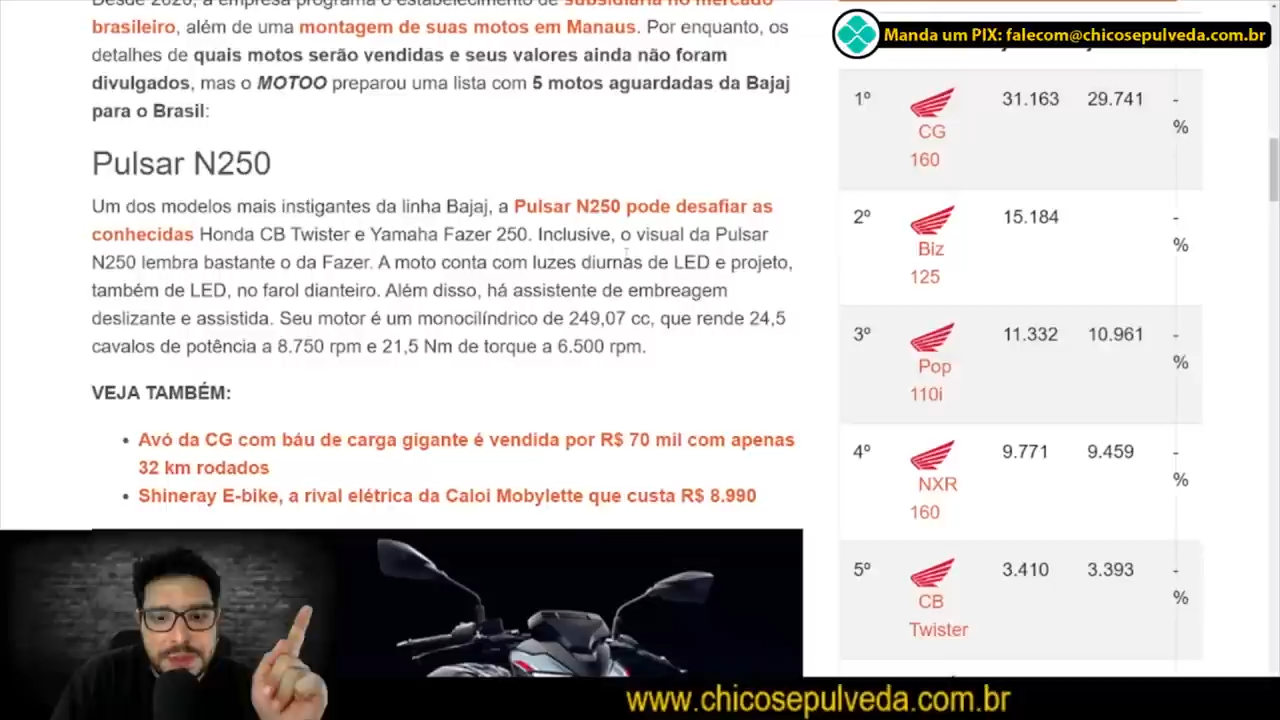 Desde 2020, a empresa programa o estabelecimento de subsidiária no mercado
brasileiro, além de uma montagem de suas motos em Manaus. Por enquanto, os
detalhes de quais motos serão vendidas e seus valores ainda não foram
divulgados, mas o MOTOO preparou uma lista com 5 motos aguardadas da Bajaj
para o Brasil:
Pulsar N250
Um dos modelos mais instigantes da linha Bajaj, a Pulsar N250 pode desafiar as
conhecidas Honda CB Twister e Yamaha Fazer 250. Inclusive, o visual da Pulsar
N250 lembra bastante o da Fazer. A moto conta com luzes diurnas de LED e projeto,
também de LED, no farol dianteiro. Além disso, há assistente de embreagem
deslizante e assistida. Seu motor é um monocilíndrico de 249,07 cc, que rende 24,5
cavalos de potência a 8.750 rpm e 21,5 Nm de torque a 6.500 rpm.
VEJA TAMBÉM:
• Avó da CG com báu de carga gigante é vendida por R$ 70 mil com apenas
32 km rodados
• Shineray E-bike, a rival elétrica da Caloi Mobylette que custa R$ 8.990
Manda um PIX: falecom@chicosepulveda.com.br
1º 31.163 29.741 -
CG %
160
2º 15.184 -
Biz %
125
3º 11.332 10.961 -
Pop %
110i
4º 9.771 9.459 -
NXR %
160
5º 3.410 3.393 -
CB %
Twister
www.chicosepulveda.com.br